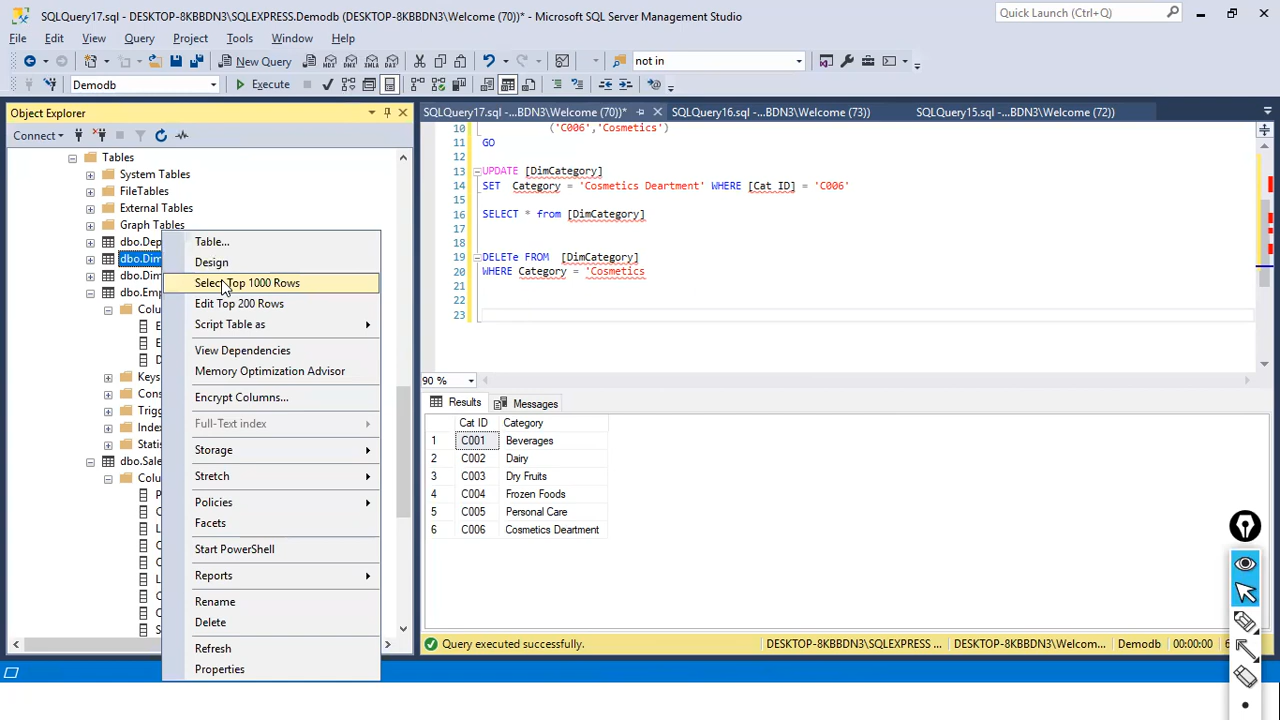 SQLQuery17.sql - DESKTOP-8KBBDN3\SQLEXPRESS.Demodb (DESKTOP-8KBBDN3\Welcome (70))* - Microsoft SQL Server Management Studio
Quick Launch (Ctrl+Q)
File Edit View Query Project Tools Window Help
New Query
not in
Demodb
Execute
Object Explorer
SQLQuery17.sql -...BDN3\Welcome (70))*
SQLQuery16.sql -...BDN3\Welcome (73))
SQLQuery15.sql -...BDN3\Welcome (72))
Connect
Tables
System Tables
FileTables
External Tables
Graph Tables
dbo.Dep
dbo.Dim
dbo.Dim
dbo.Emp
Colu
E
E
D
Keys
Cons
Trigg
Index
Statis
dbo.Sale
Colu
P
C
L
C
C
L
C
C
S
Table...
Design
Select Top 1000 Rows
Edit Top 200 Rows
Script Table as
View Dependencies
Memory Optimization Advisor
Encrypt Columns...
Full-Text index
Storage
Stretch
Policies
Facets
Start PowerShell
Reports
Rename
Delete
Refresh
Properties
10 ('C006','Cosmetics')
11 GO
12
13 UPDATE [DimCategory]
14 SET Category = 'Cosmetics Deartment' WHERE [Cat ID] = 'C006'
15
16 SELECT * from [DimCategory]
17
18
19 DELETe FROM [DimCategory]
20 WHERE Category = 'Cosmetics
21
22
23
90 %
Results Messages
Cat ID Category
1 C001 Beverages
2 C002 Dairy
3 C003 Dry Fruits
4 C004 Frozen Foods
5 C005 Personal Care
6 C006 Cosmetics Deartment
Query executed successfully.
DESKTOP-8KBBDN3\SQLEXPRESS ...
DESKTOP-8KBBDN3\Welcom...
Demodb
00:00:00